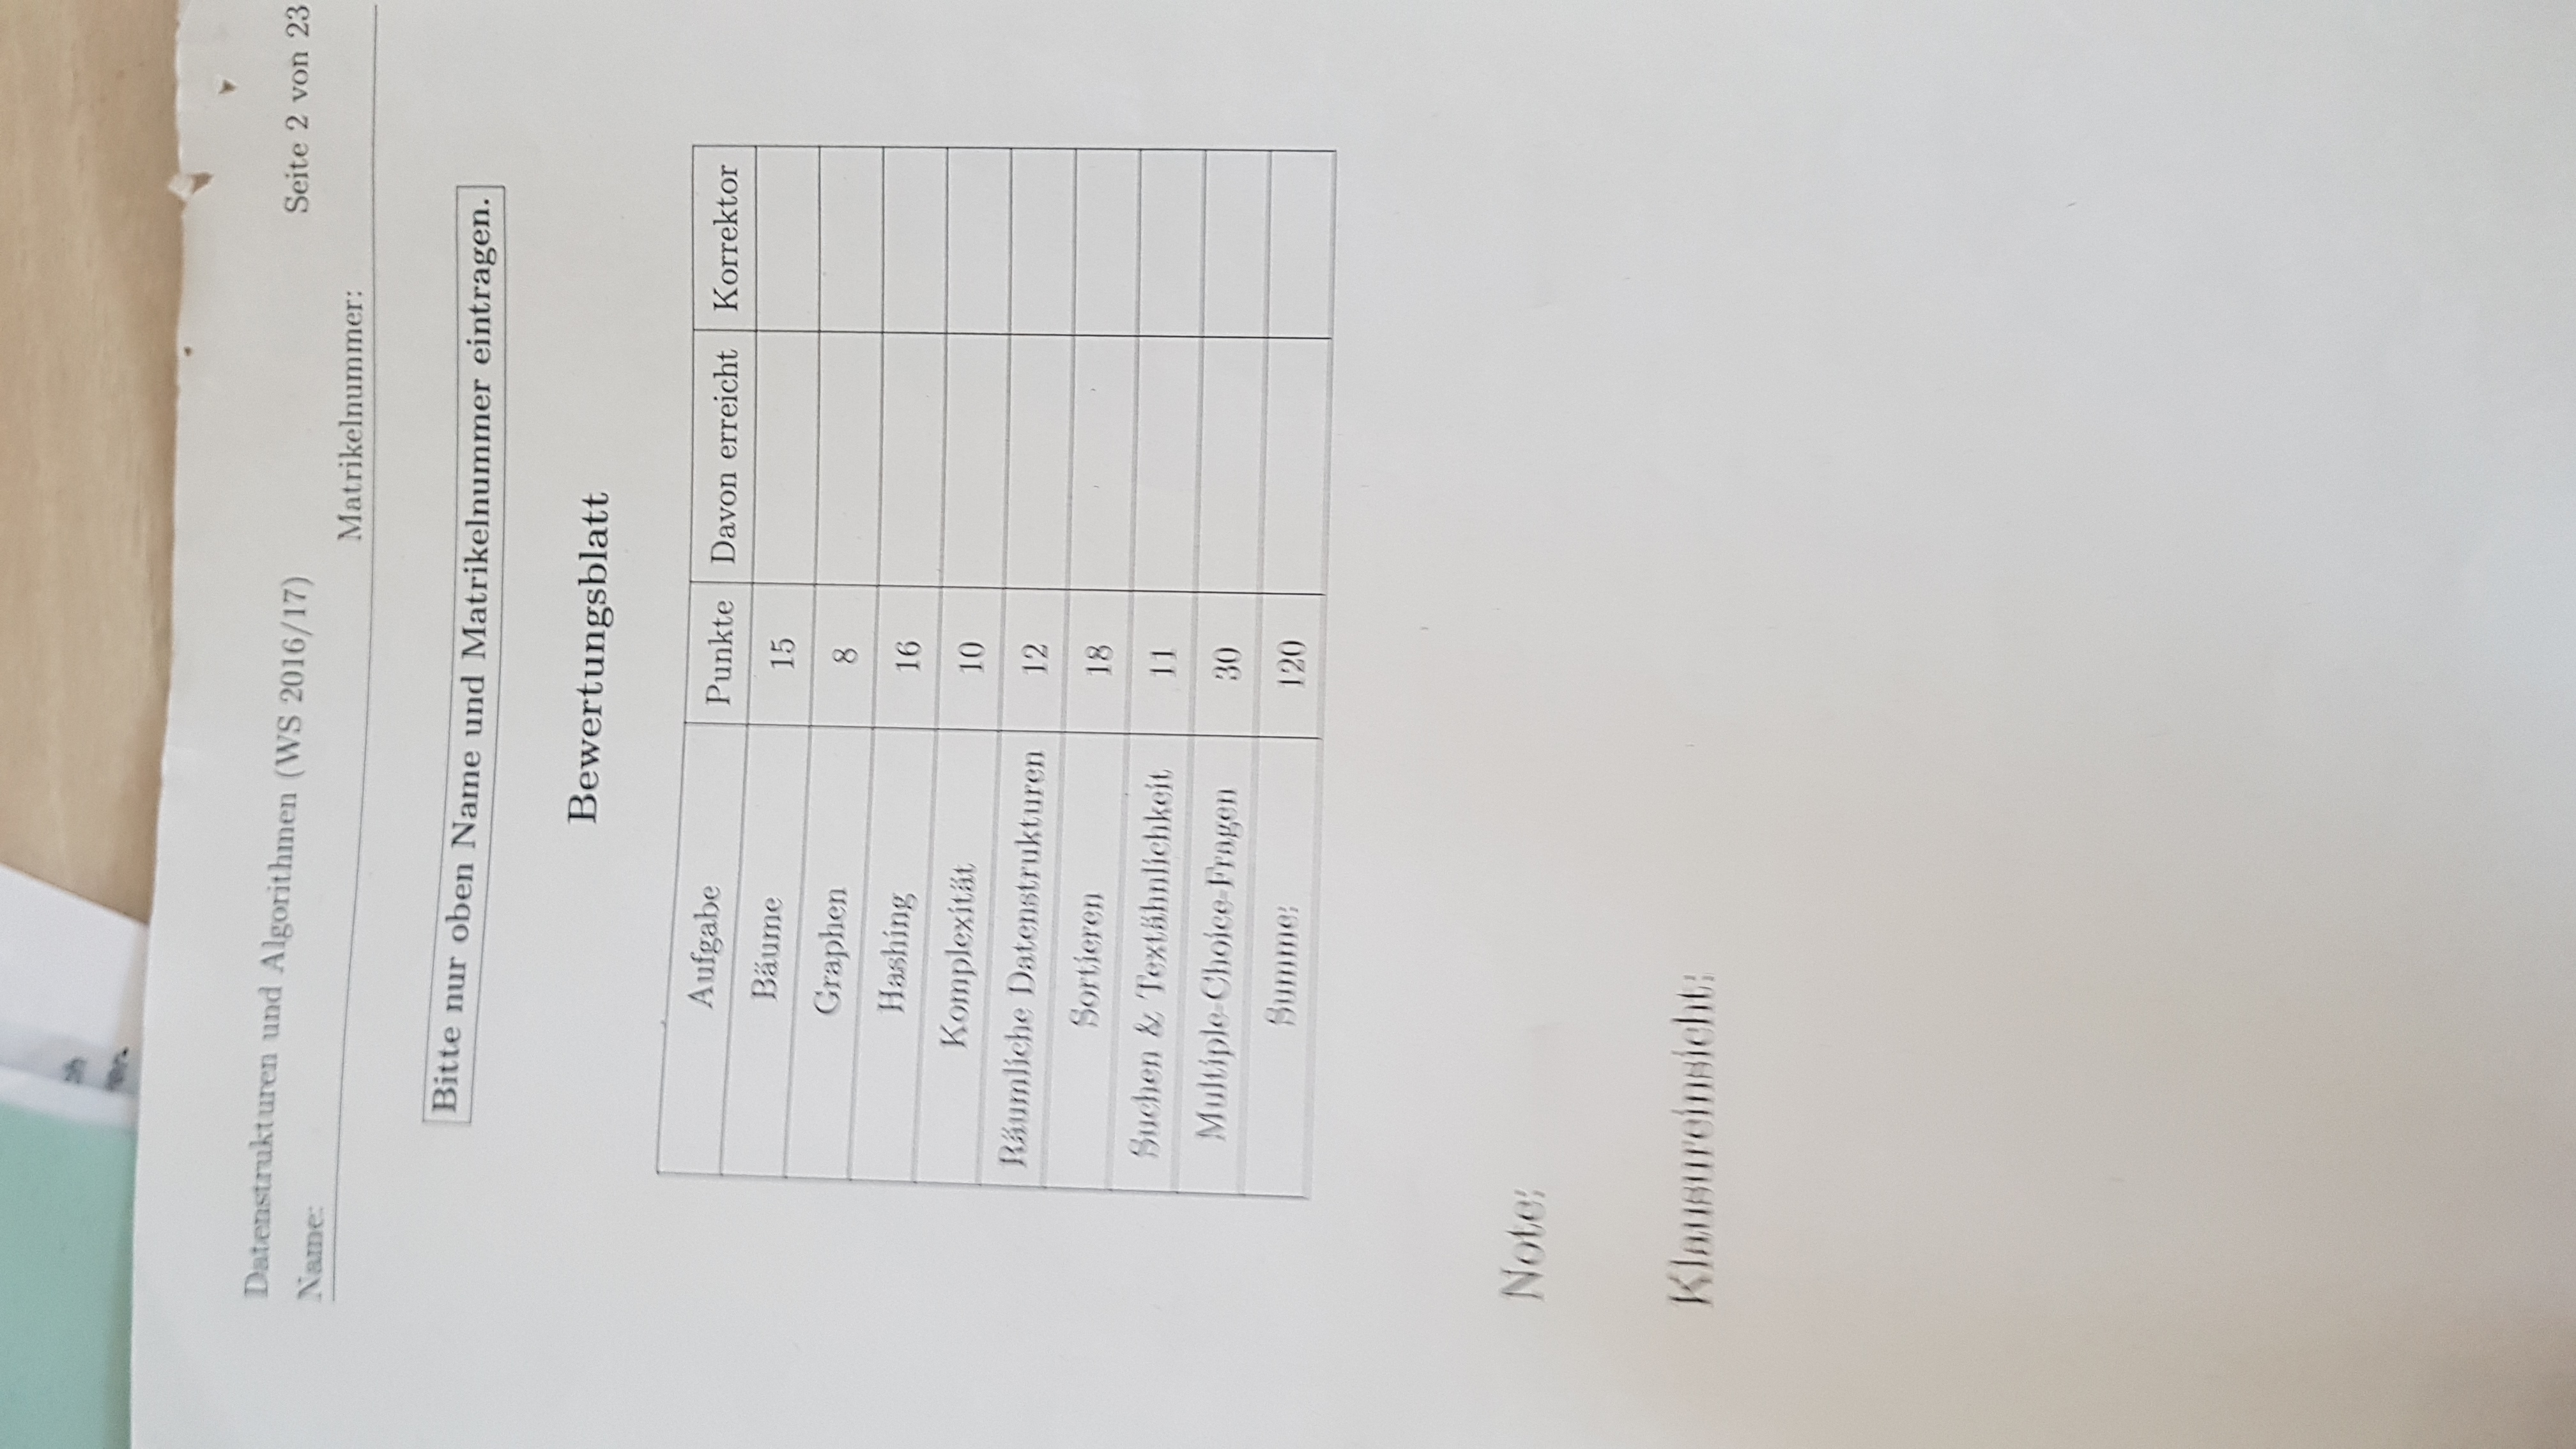 Datenstrukturen und Algorithmen (WS 2016/17) Seite 2 von 23
Name: Matrikelnummer:
Bitte nur oben Name und Matrikelnummer eintragen.
Bewertungsblatt
Aufgabe Punkte Davon erreicht Korrektor
Bäume 15
Graphen 8
Hashing 16
Komplexität 10
Räumliche Datenstrukturen 12
Sortieren 18
Suchen & Textähnlichkeit 11
Multiple-Choice-Fragen 30
Summe: 120
Note:
Klausureinsicht: